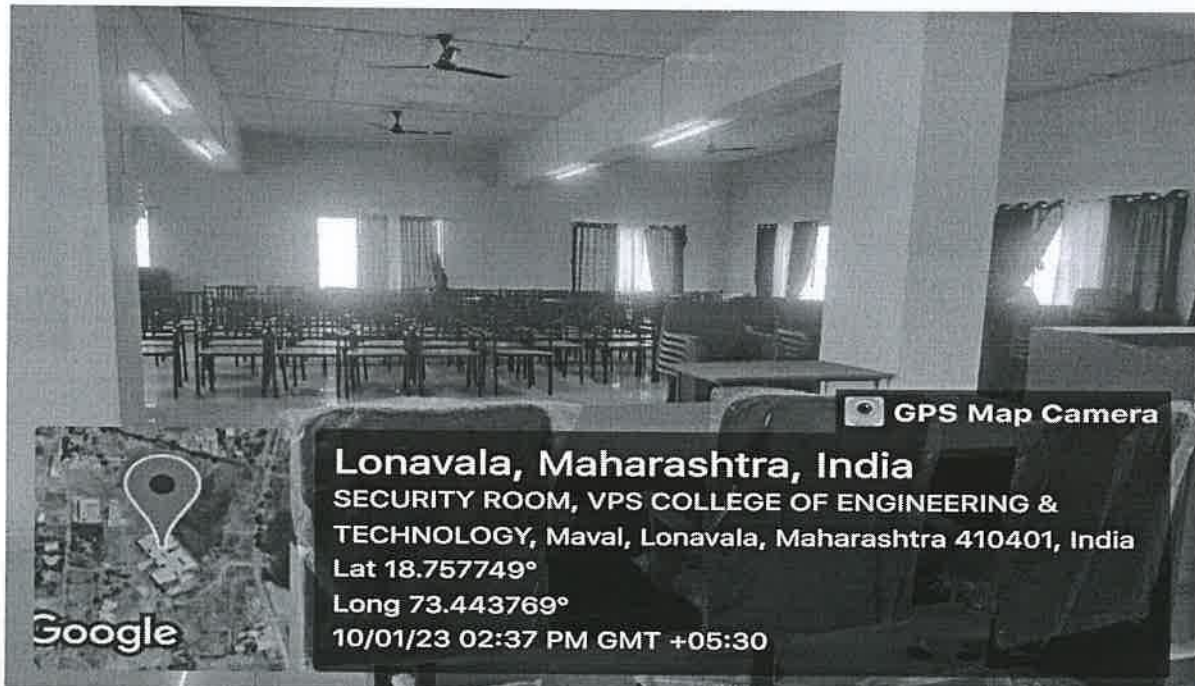 GPS Map Camera
Lonavala, Maharashtra, India
SECURITY ROOM, VPS COLLEGE OF ENGINEERING &
TECHNOLOGY, Maval, Lonavala, Maharashtra 410401, India
Lat 18.757749°
Long 73.443769°
10/01/23 02:37 PM GMT +05:30
Google